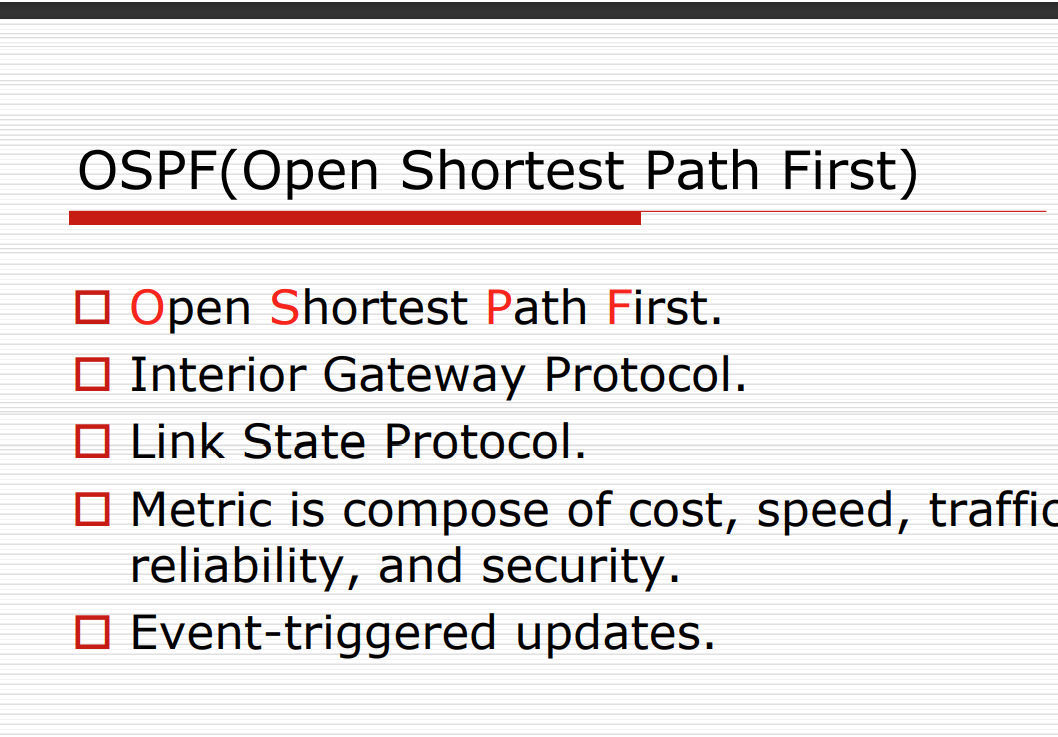 OSPF(Open Shortest Path First)
Open Shortest Path First.
Interior Gateway Protocol.
Link State Protocol.
Metric is compose of cost, speed, traffic
reliability, and security.
Event-triggered updates.